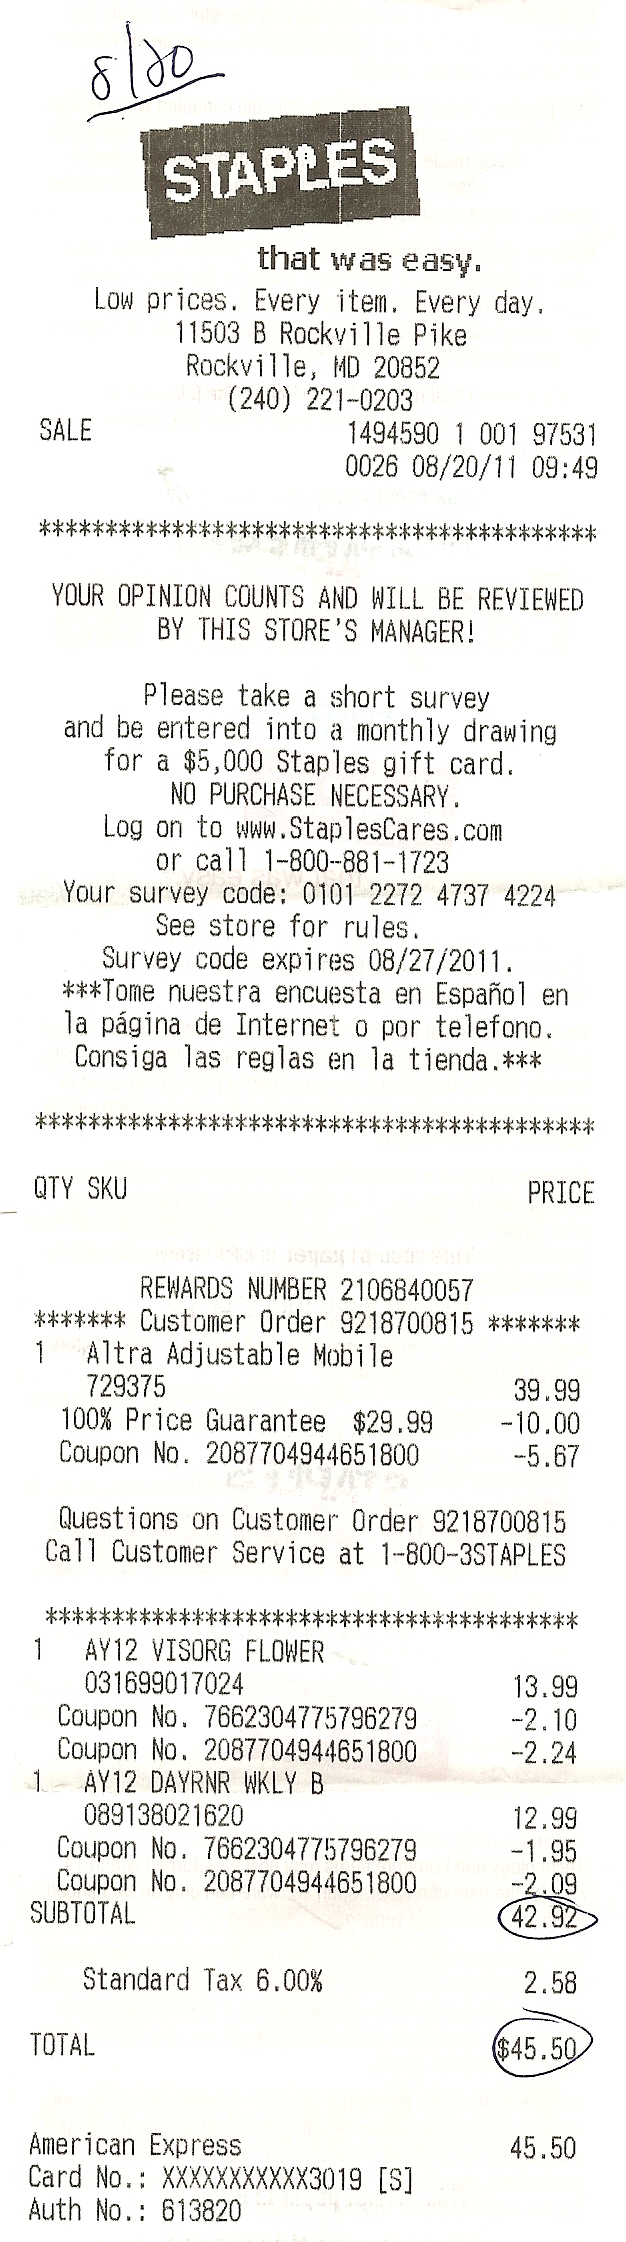 8/20
STAPLES
that was easy.
Low prices. Every item. Every day.
11503 B Rockville Pike
Rockville, MD 20852
(240) 221-0203
SALE 1494590 1 001 97531
0026 08/20/11 09:49
******************************************
YOUR OPINION COUNTS AND WILL BE REVIEWED
BY THIS STORE'S MANAGER!
Please take a short survey
and be entered into a monthly drawing
for a $5,000 Staples gift card.
NO PURCHASE NECESSARY.
Log on to www.StaplesCares.com
or call 1-800-881-1723
Your survey code: 0101 2272 4737 4224
See store for rules.
Survey code expires 08/27/2011.
***Tome nuestra encuesta en Español en
la página de Internet o por telefono.
Consiga las reglas en la tienda.***
******************************************
QTY SKU PRICE
REWARDS NUMBER 2106840057
******* Customer Order 9218700815 *******
1 Altra Adjustable Mobile
729375 39.99
100% Price Guarantee $29.99 -10.00
Coupon No. 2087704944651800 -5.67
Questions on Customer Order 9218700815
Call Customer Service at 1-800-3STAPLES
****************************************
1 AY12 VISORG FLOWER
031699017024 13.99
Coupon No. 7662304775796279 -2.10
Coupon No. 2087704944651800 -2.24
1 AY12 DAYRNR WKLY B
089138021620 12.99
Coupon No. 7662304775796279 -1.95
Coupon No. 2087704944651800 -2.09
SUBTOTAL 42.92
Standard Tax 6.00% 2.58
TOTAL $45.50
American Express 45.50
Card No.: XXXXXXXXXXX3019 [S]
Auth No.: 613820